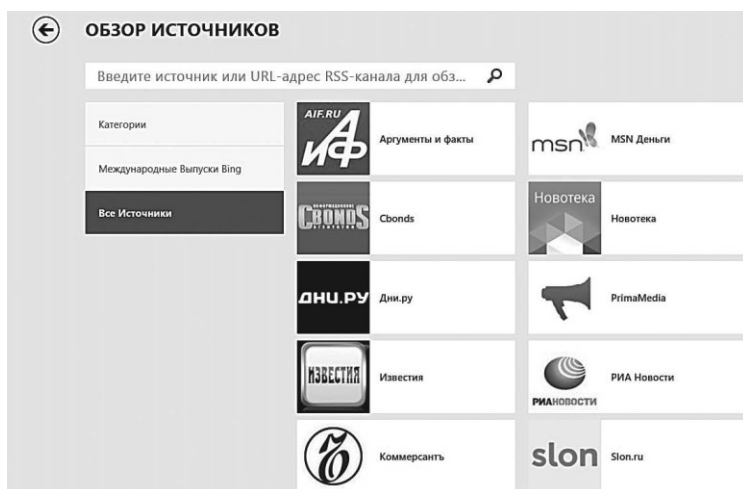 ОБЗОР ИСТОЧНИКОВ
Введите источник или URL-адрес RSS-канала для обз...
Категории
Международные Выпуски Bing
Все Источники
AIF.RU
АиФ
Аргументы и факты
msn
MSN Деньги
CBONDS
Cbonds
Новотека
Новотека
ДНИ.РУ
Дни.ру
PrimaMedia
ИЗВЕСТИЯ
Известия
РИАНОВОСТИ
РИА Новости
Ъ
Коммерсантъ
slon
Slon.ru